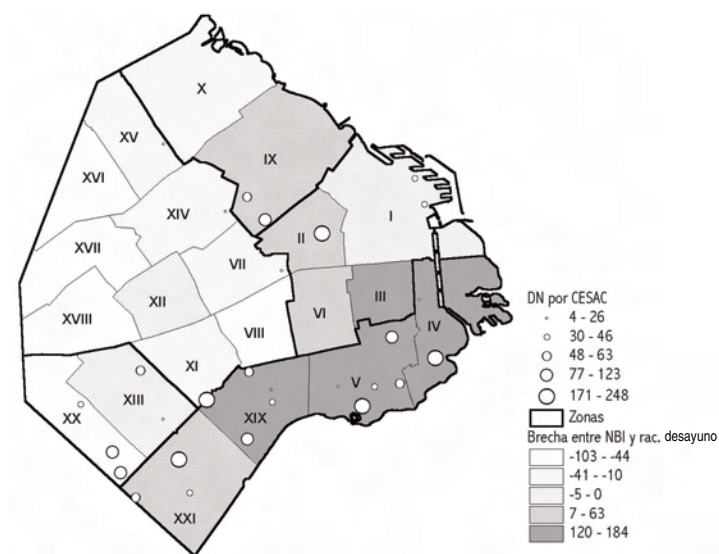 X
XV
IX
XVI
XIV
I
II
XVII
VII
XII
VI
III
IV
XVIII
VIII
XI
V
XIII
XX
XIX
XXI
DN por CESAC
4 - 26
30 - 46
48 - 63
77 - 123
171 - 248
Zonas
Brecha entre NBI y rac. desayuno
-103 - -44
-41 - -10
-5 - 0
7 - 63
120 - 184